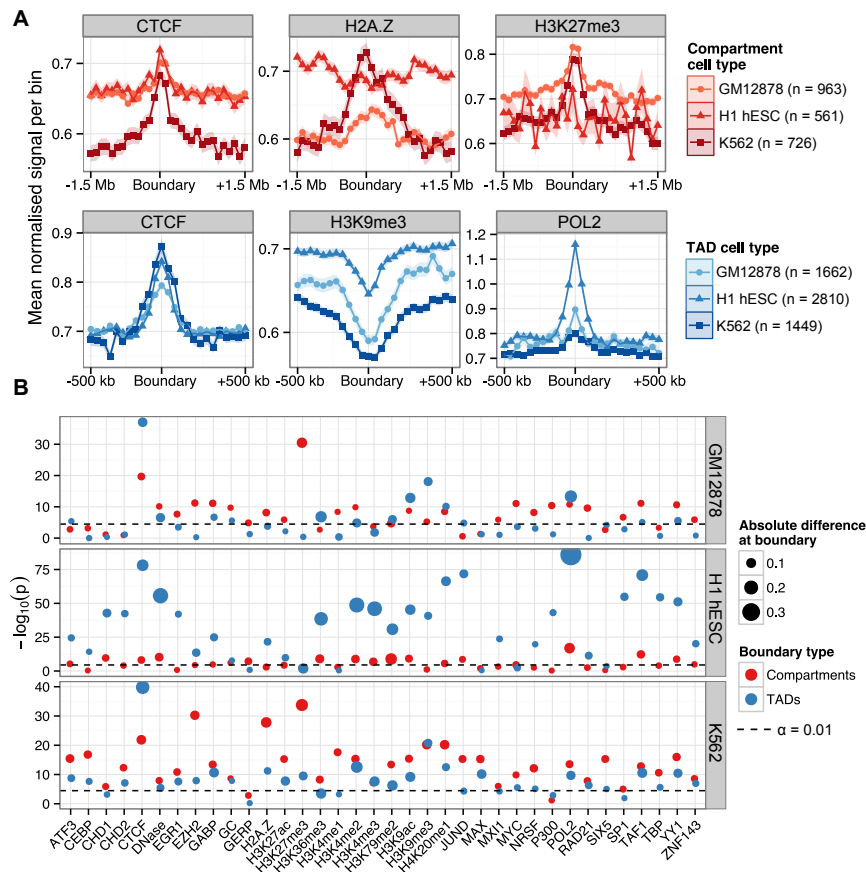 A
CTCF
H2A.Z
H3K27me3
0.7
0.6
-1.5 Mb Boundary +1.5 Mb
0.7
0.6
-1.5 Mb Boundary +1.5 Mb
0.8
0.7
0.6
-1.5 Mb Boundary +1.5 Mb
Compartment
cell type
GM12878 (n = 963)
H1 hESC (n = 561)
K562 (n = 726)
Mean normalised signal per bin
CTCF
H3K9me3
POL2
0.9
0.8
0.7
-500 kb Boundary +500 kb
0.7
0.6
-500 kb Boundary +500 kb
1.2
1.1
1.0
0.9
0.8
0.7
-500 kb Boundary +500 kb
TAD cell type
GM12878 (n = 1662)
H1 hESC (n = 2810)
K562 (n = 1449)
B
30
20
10
0
GM12878
75
50
25
0
H1 hESC
40
30
20
10
0
K562
-log10(p)
ATF3
CEBP
CHD1
CHD2
CTCF
DNase
EGR1
EZH2
GABP
GC
GERP
H2A.Z
H3K27ac
H3K27me3
H3K36me3
H3K4me1
H3K4me2
H3K4me3
H3K79me2
H3K9ac
H3K9me3
H4K20me1
JUND
MAX
MXI1
MYC
NRSF
P300
POL2
RAD21
SIX5
SP1
TAF1
TBP
YY1
ZNF143
Absolute difference
at boundary
0.1
0.2
0.3
Boundary type
Compartments
TADs
α = 0.01